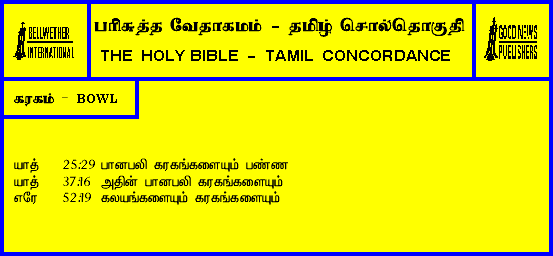 BELLWETHER
INTERNATIONAL
பரிசுத்த வேதாகமம் - தமிழ் சொல்தொகுதி
THE HOLY BIBLE - TAMIL CONCORDANCE
GOOD NEWS
PUBLISHERS
கரகம் - BOWL
யாத் 25:29 பானபலி கரகங்களையும் பண்ண
யாத் 37:16 அதின் பானபலி கரகங்களையும்
எரே 52:19 கலயங்களையும் கரகங்களையும்